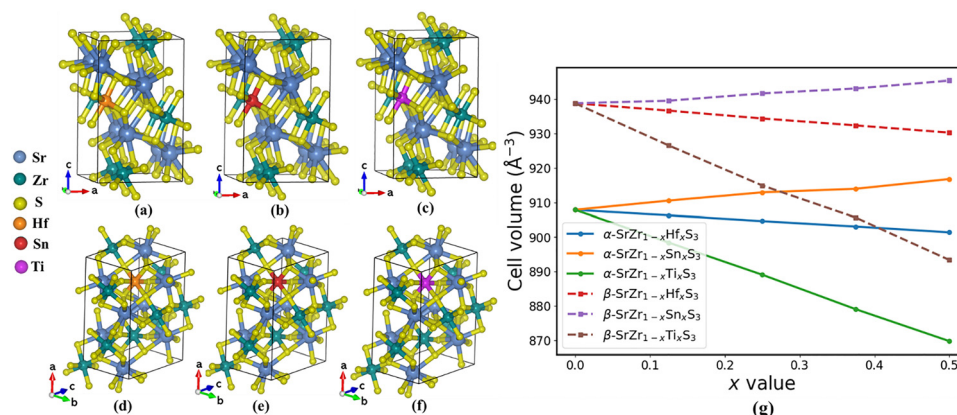 Sr
Zr
S
Hf
Sn
Ti
c
a
(a)
c
a
(b)
c
a
(c)
a
c
b
(d)
a
c
b
(e)
a
c
b
(f)
Cell volume (Å⁻³)
940
930
920
910
900
890
880
870
α-SrZr₁₋ₓHfₓS₃
α-SrZr₁₋ₓSnₓS₃
α-SrZr₁₋ₓTiₓS₃
β-SrZr₁₋ₓHfₓS₃
β-SrZr₁₋ₓSnₓS₃
β-SrZr₁₋ₓTiₓS₃
0.0 0.1 0.2 0.3 0.4 0.5
x value
(g)